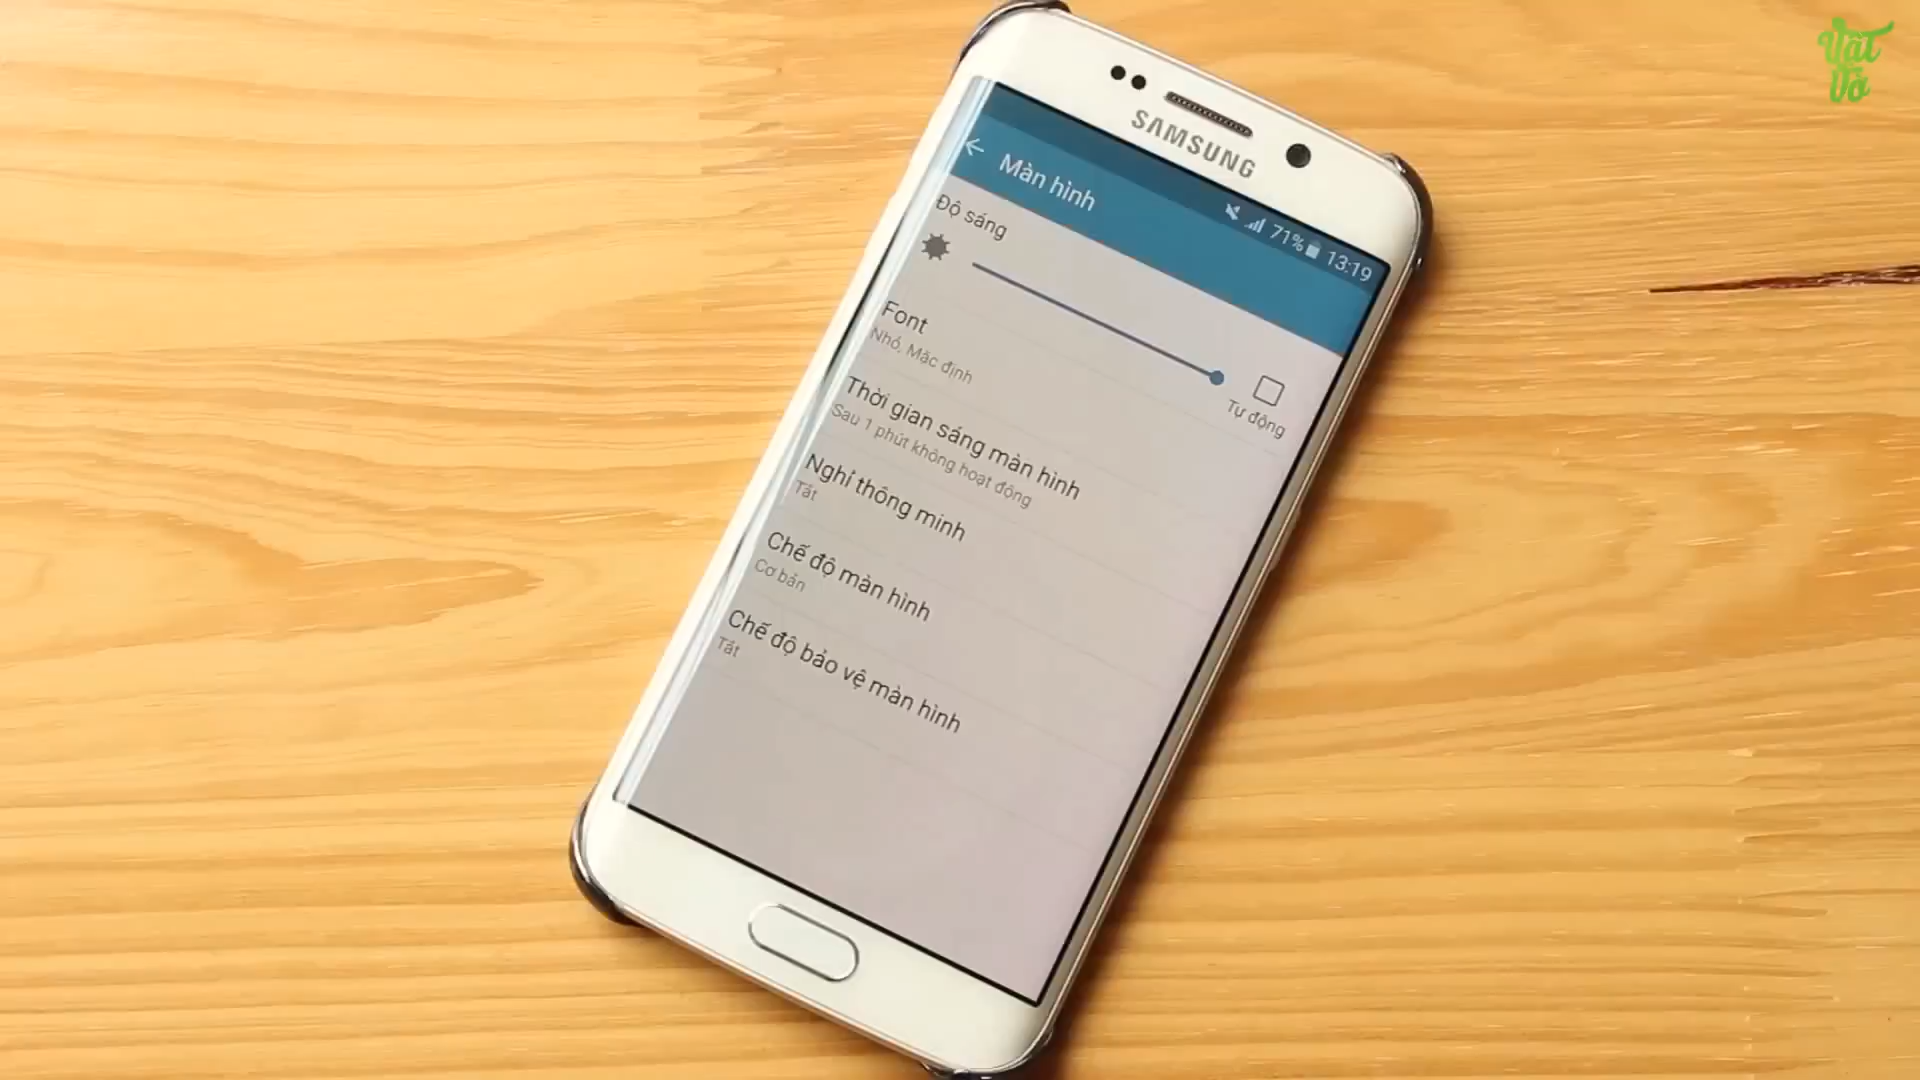 Vật
Vờ
SAMSUNG
71% 13:19
Màn hình
Độ sáng
Tự động
Font
Nhỏ, Mặc định
Thời gian sáng màn hình
Sau 1 phút không hoạt động
Nghỉ thông minh
Tắt
Chế độ màn hình
Cơ bản
Chế độ bảo vệ màn hình
Tắt